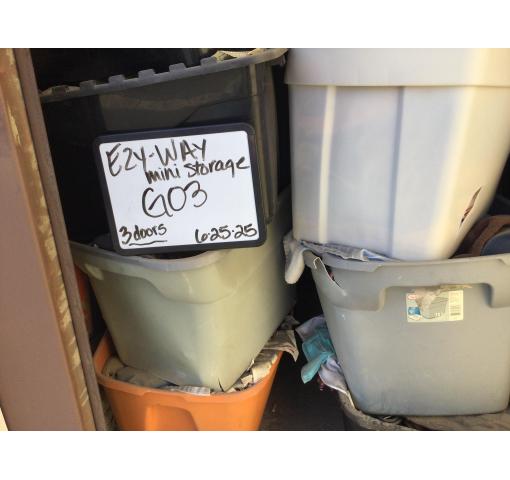 EZY-WAY
mini Storage
G03
3 doors 6-25-25